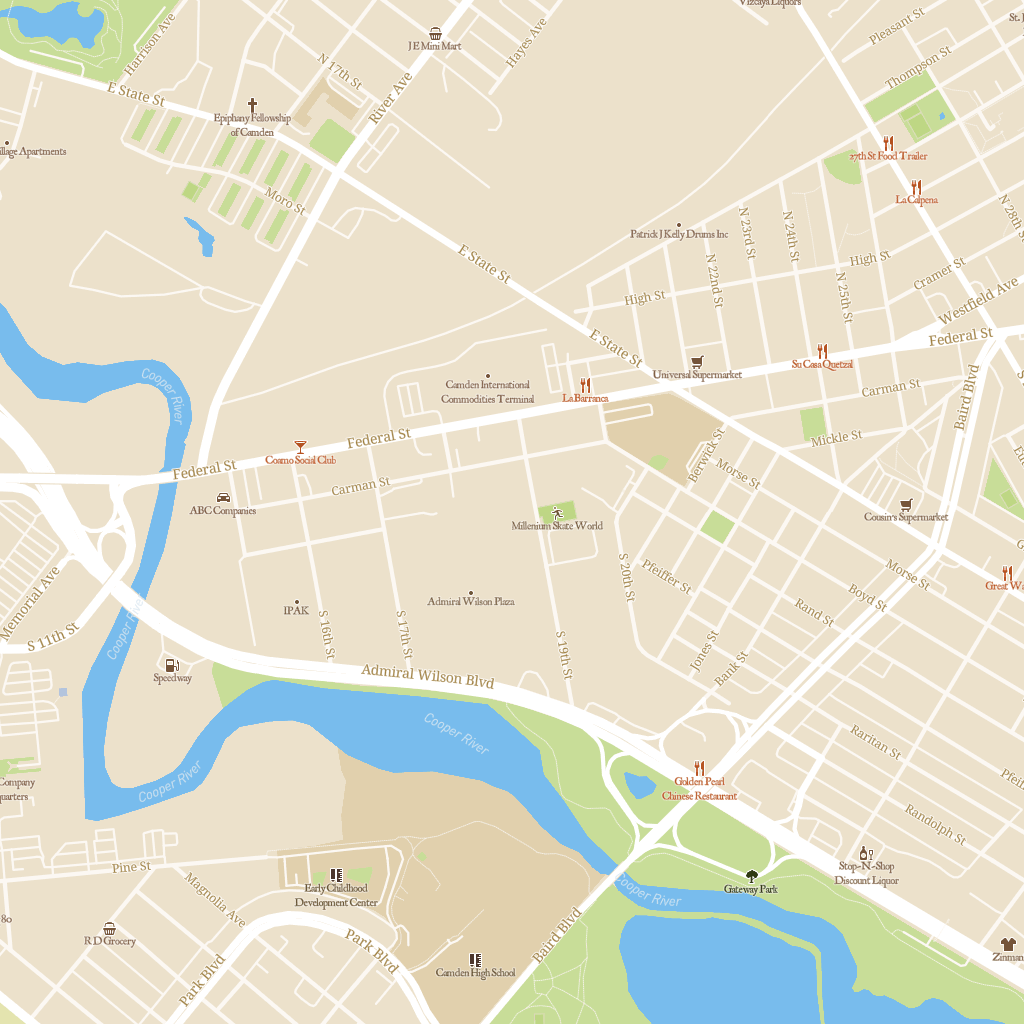 Vizcaya Liquors
Pleasant St
St. J
Harrison Ave
J E Mini Mart
Hayes Ave
N 17th St
Thompson St
E State St
River Ave
Epiphany Fellowship
of Camden
illage Apartments
27th St Food Trailer
La Calpena
Moro St
N 28th St
Patrick J Kelly Drums Inc
N 23rd St
N 24th St
E State St
High St
Cramer St
N 22nd St
N 25th St
High St
Westfield Ave
E State St
Federal St
Su Casa Quetzal
Universal Supermarket
Cooper River
Camden International
Commodities Terminal
La Barranca
Carman St
Baird Blvd
Federal St
Mickle St
Cosmo Social Club
Federal St
Berwick St
Morse St
Carman St
ABC Companies
Millenium Skate World
Cousin's Supermarket
Memorial Ave
S 20th St
Pfeiffer St
Morse St
Great Wa
IPAK
Admiral Wilson Plaza
Boyd St
Rand St
Cooper River
S 11th St
S 16th St
S 17th St
S 19th St
Jones St
Bank St
Speedway
Admiral Wilson Blvd
Cooper River
Raritan St
Cooper River
Golden Pearl
Chinese Restaurant
Company
quarters
Pfei
Randolph St
Pine St
Magnolia Ave
Early Childhood
Development Center
Stop-N-Shop
Discount Liquor
Gateway Park
Cooper River
80
R D Grocery
Park Blvd
Baird Blvd
Zinman
Camden High School
Park Blvd